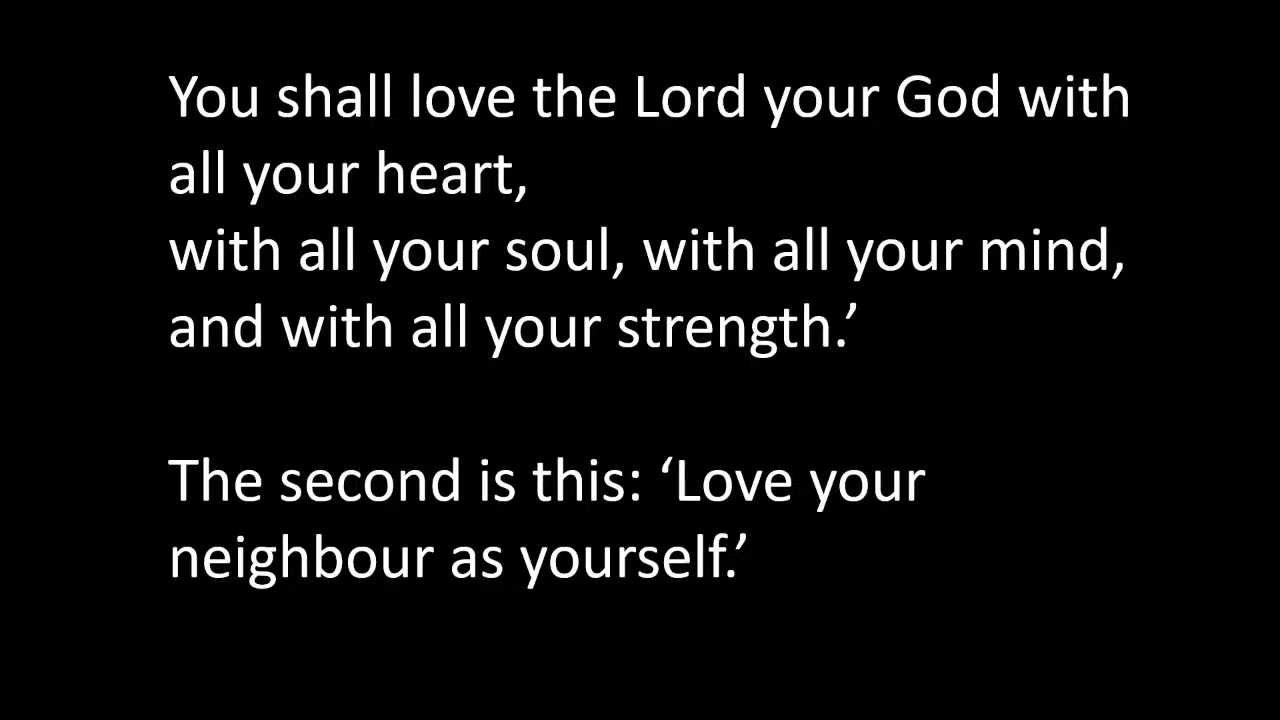 You shall love the Lord your God with
all your heart,
with all your soul, with all your mind,
and with all your strength.’
The second is this: ‘Love your
neighbour as yourself.’